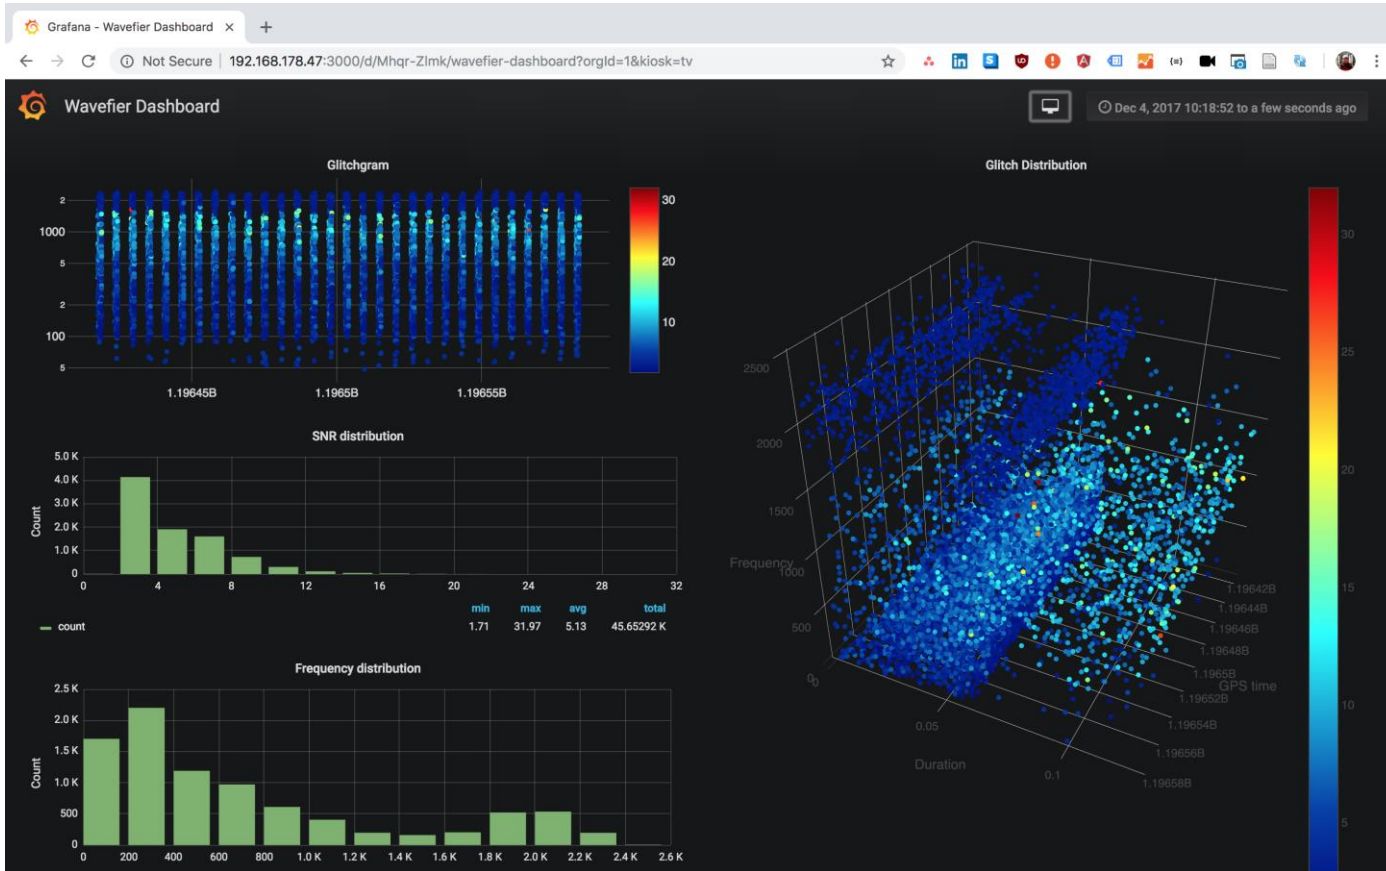 Grafana - Wavefier Dashboard
Not Secure | 192.168.178.47:3000/d/Mhqr-Zlmk/wavefier-dashboard?orgId=1&kiosk=tv
Wavefier Dashboard
Dec 4, 2017 10:18:52 to a few seconds ago
Glitchgram
2
1000
5
2
100
5
1.19645B 1.1965B 1.19655B
30
20
10
SNR distribution
Count
5.0 K
4.0 K
3.0 K
2.0 K
1.0 K
0
0 4 8 12 16 20 24 28 32
min max avg total
count 1.71 31.97 5.13 45.65292 K
Frequency distribution
Count
2.5 K
2.0 K
1.5 K
1.0 K
500
0
0 200 400 600 800 1.0 K 1.2 K 1.4 K 1.6 K 1.8 K 2.0 K 2.2 K 2.4 K 2.6 K
Glitch Distribution
2500
2000
1500
Frequency
1000
500
0
0
0.05
0.1
Duration
1.19642B
1.19644B
1.19646B
1.19648B
1.1965B
GPS time
1.19652B
1.19654B
1.19656B
1.19658B
30
25
20
15
10
5